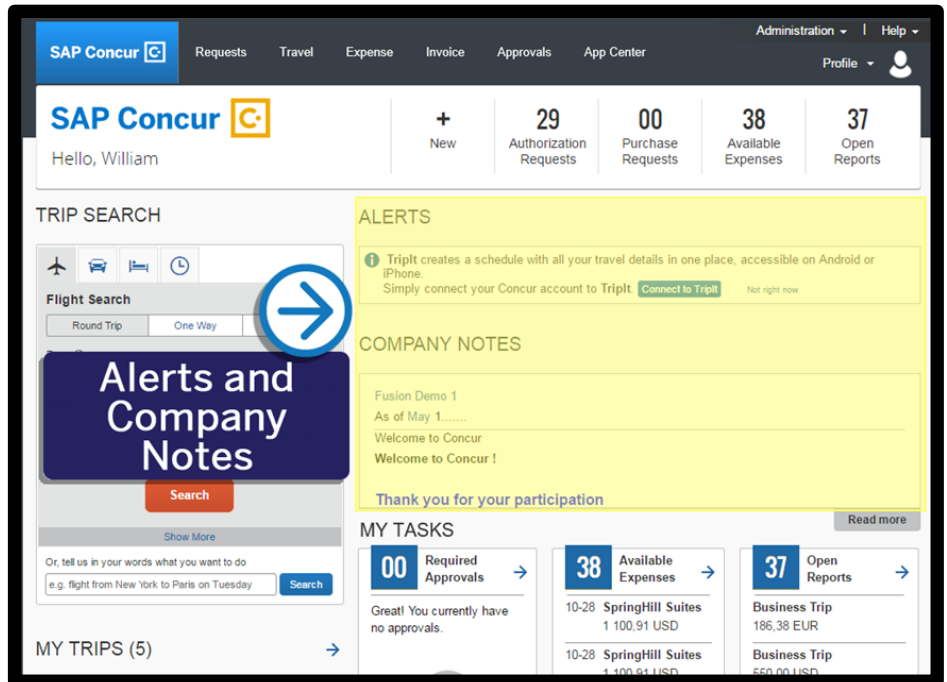 Administration | Help
SAP Concur Requests Travel Expense Invoice Approvals App Center
Profile
SAP Concur
Hello, William
+
New
29
Authorization
Requests
00
Purchase
Requests
38
Available
Expenses
37
Open
Reports
TRIP SEARCH
Flight Search
Round Trip One Way
Alerts and
Company
Notes
Search
Show More
Or, tell us in your words what you want to do
e.g. flight from New York to Paris on Tuesday Search
MY TRIPS (5)
ALERTS
TripIt creates a schedule with all your travel details in one place, accessible on Android or
iPhone.
Simply connect your Concur account to TripIt. Connect to TripIt Not right now
COMPANY NOTES
Fusion Demo 1
As of May 1.......
Welcome to Concur
Welcome to Concur !
Thank you for your participation
Read more
MY TASKS
00 Required
Approvals
Great! You currently have
no approvals.
38 Available
Expenses
10-28 SpringHill Suites
1 100,91 USD
10-28 SpringHill Suites
1 100,91 USD
37 Open
Reports
Business Trip
186,38 EUR
Business Trip
550,00 USD